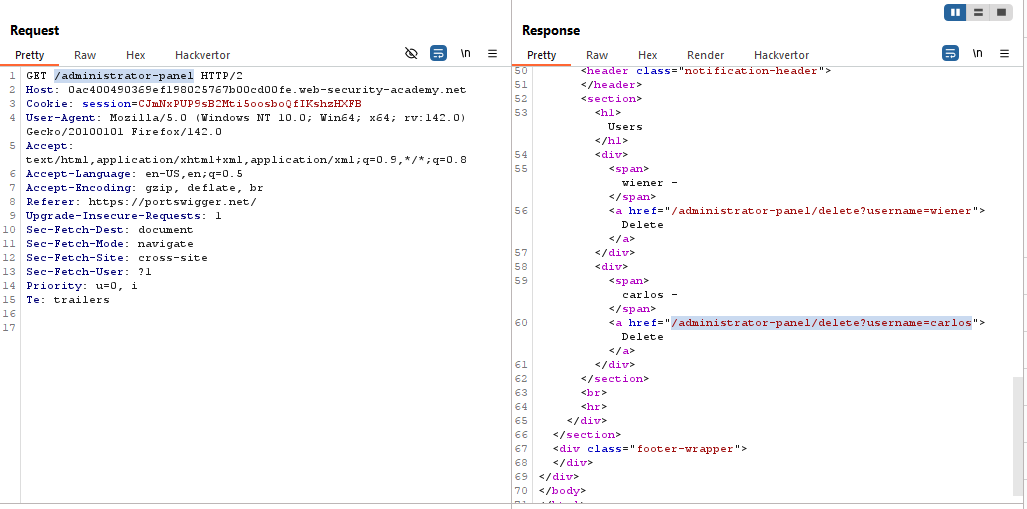 Request
Pretty Raw Hex Hackvertor \n
1 GET /administrator-panel HTTP/2
2 Host: 0ac400490369ef198025767b00cd00fe.web-security-academy.net
3 Cookie: session=CJmNxPUP9sB2Mti5oosboQfIKshzHXFB
4 User-Agent: Mozilla/5.0 (Windows NT 10.0; Win64; x64; rv:142.0)
Gecko/20100101 Firefox/142.0
5 Accept:
text/html,application/xhtml+xml,application/xml;q=0.9,*/*;q=0.8
6 Accept-Language: en-US,en;q=0.5
7 Accept-Encoding: gzip, deflate, br
8 Referer: https://portswigger.net/
9 Upgrade-Insecure-Requests: 1
10 Sec-Fetch-Dest: document
11 Sec-Fetch-Mode: navigate
12 Sec-Fetch-Site: cross-site
13 Sec-Fetch-User: ?1
14 Priority: u=0, i
15 Te: trailers
16
17
Response
Pretty Raw Hex Render Hackvertor \n
50 <header class="notification-header">
51 </header>
52 <section>
53 <h1>
Users
</h1>
54 <div>
55 <span>
wiener -
</span>
56 <a href="/administrator-panel/delete?username=wiener">
Delete
</a>
57 </div>
58 <div>
59 <span>
carlos -
</span>
60 <a href="/administrator-panel/delete?username=carlos">
Delete
</a>
61 </div>
62 </section>
63 <br>
64 <hr>
65 </div>
66 </section>
67 <div class="footer-wrapper">
68 </div>
69 </div>
70 </body>